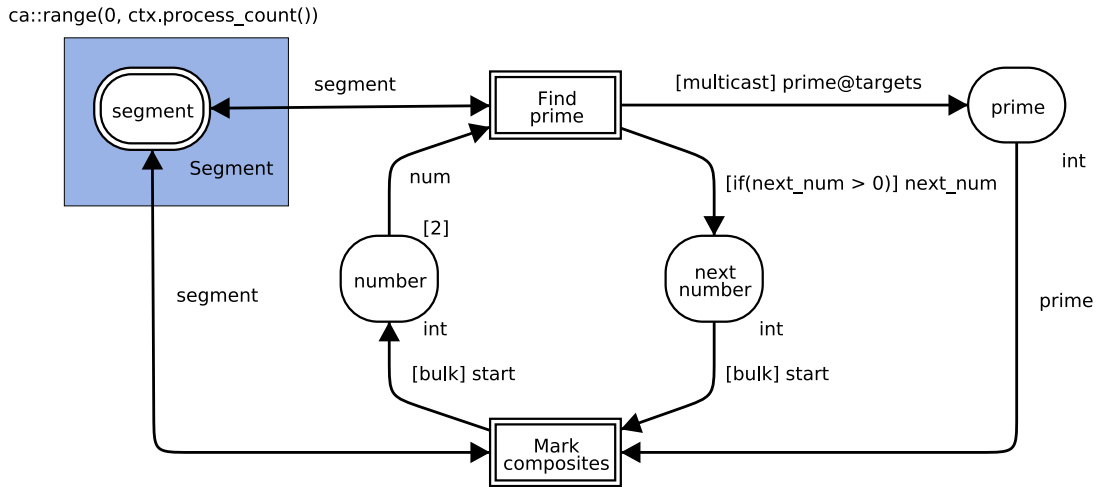 ca::range(0, ctx.process_count())
segment
Segment
segment
Find
prime
[multicast] prime@targets
prime
int
num
[if(next_num > 0)] next_num
[2]
number
int
next
number
int
segment
prime
[bulk] start
[bulk] start
Mark
composites